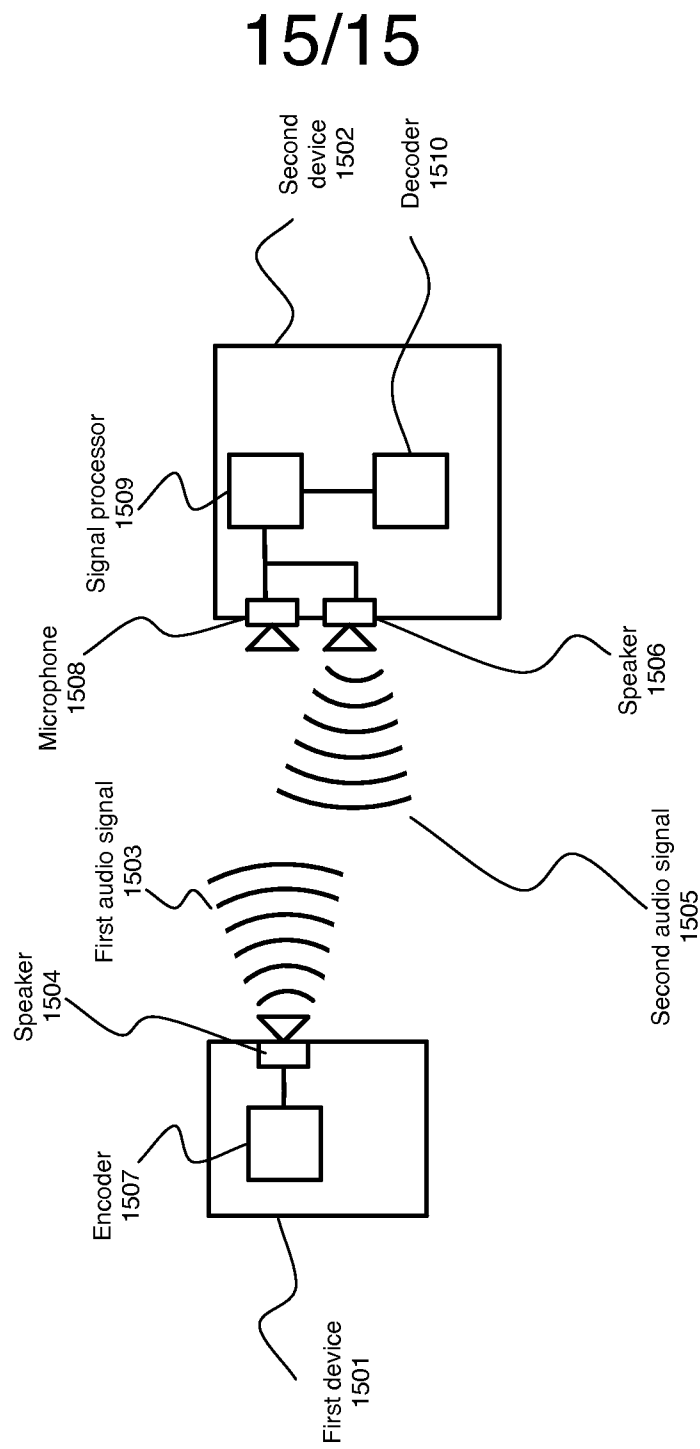 15/15
First device
1501
Encoder
1507
Speaker
1504
First audio signal
1503
Second audio signal
1505
Microphone
1508
Speaker
1506
Signal processor
1509
Second
device
1502
Decoder
1510